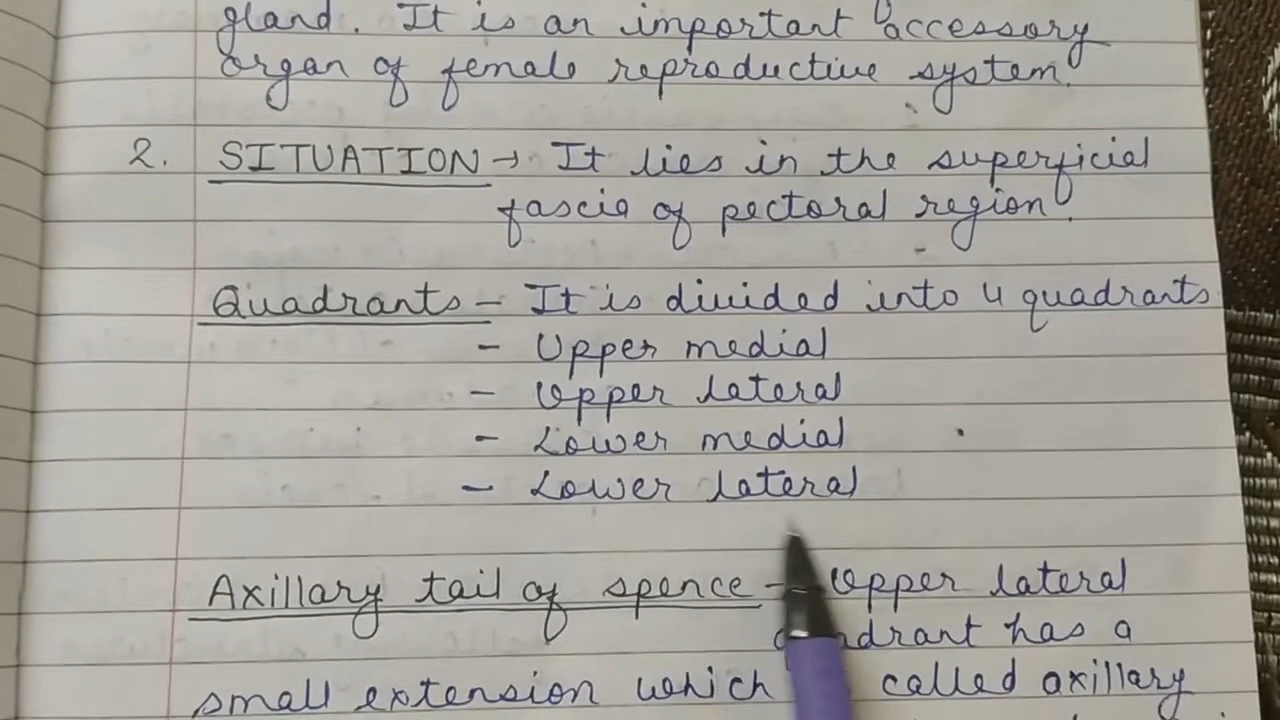 gland. It is an important accessory
organ of female reproductive system.
2. SITUATION → It lies in the superficial
fascia of pectoral region.
Quadrants - It is divided into 4 quadrants
- Upper medial
- Upper lateral
- Lower medial
- Lower lateral
Axillary tail of spence - Upper lateral
has a
small extension which called axillary